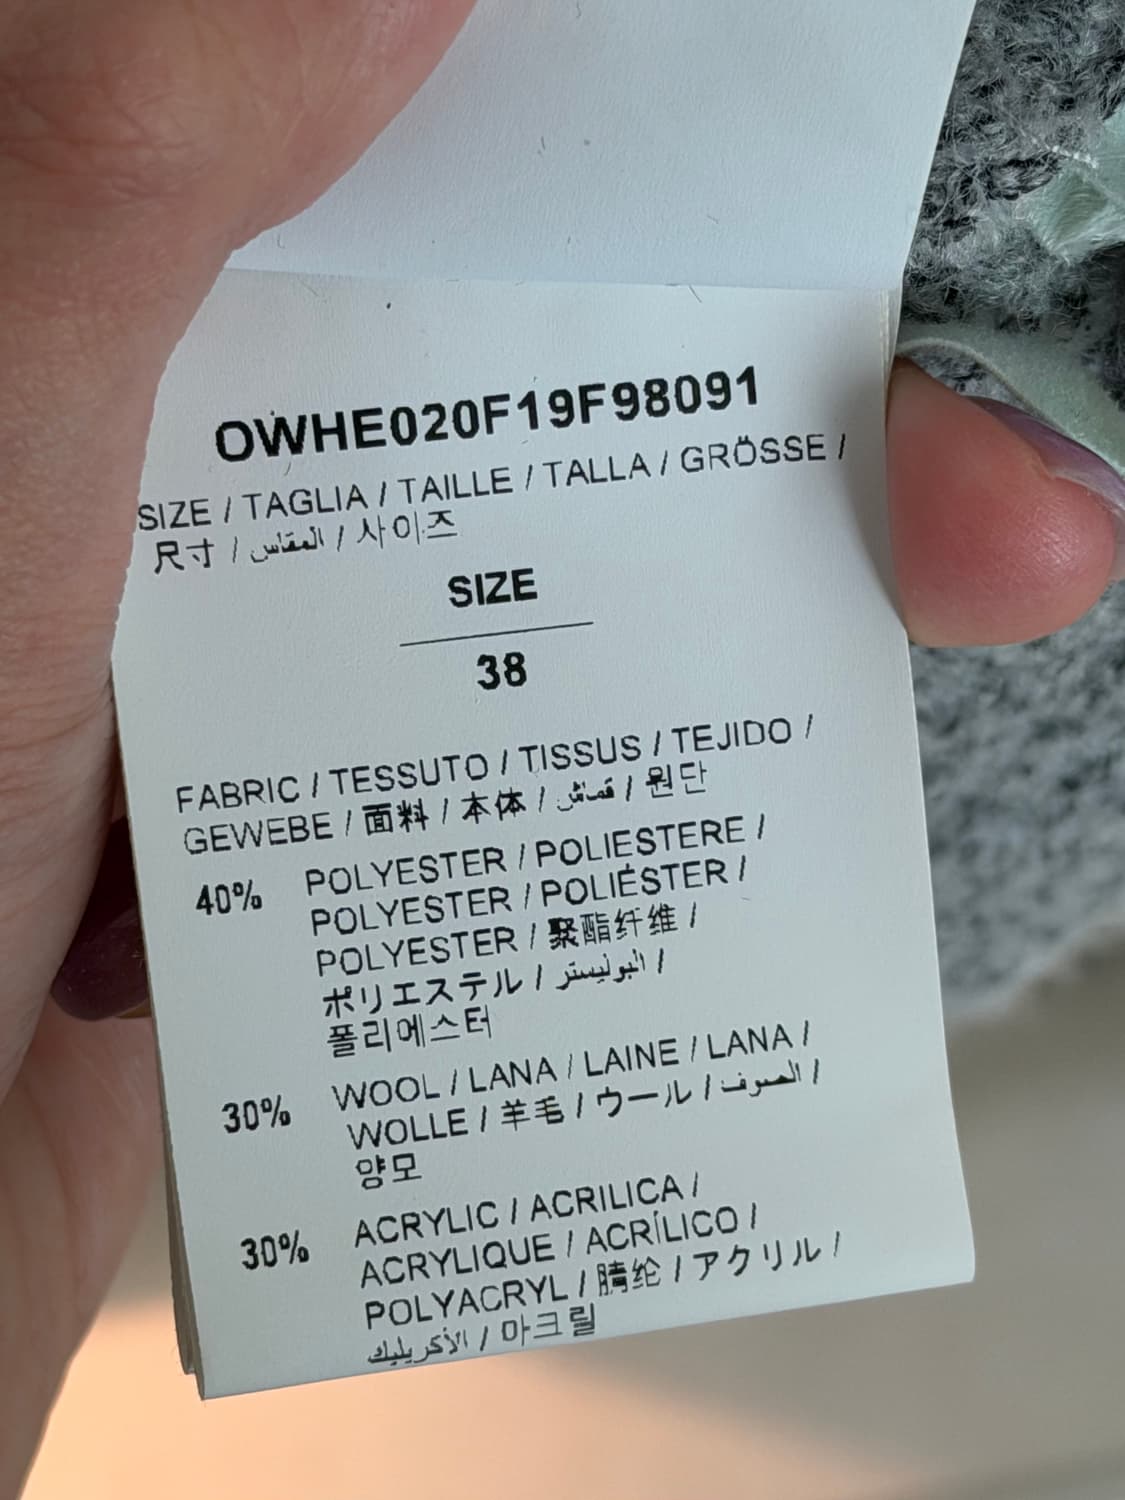 OWHE020F19F98091
SIZE / TAGLIA / TAILLE / TALLA / GRÖSSE /
尺寸 / المقاس / 사이즈
SIZE
38
FABRIC / TESSUTO / TISSUS / TEJIDO /
GEWEBE / 面料 / 本体 / قماش / 원단
40% POLYESTER / POLIESTERE /
POLYESTER / POLIÉSTER /
POLYESTER / 聚酯纤维 /
ポリエステル / البوليستر /
폴리에스터
30% WOOL / LANA / LAINE / LANA /
WOLLE / 羊毛 / ウール / الصوف /
양모
30% ACRYLIC / ACRILICA /
ACRYLIQUE / ACRÍLICO /
POLYACRYL / 腈纶 / アクリル /
الأكريليك / 아크릴